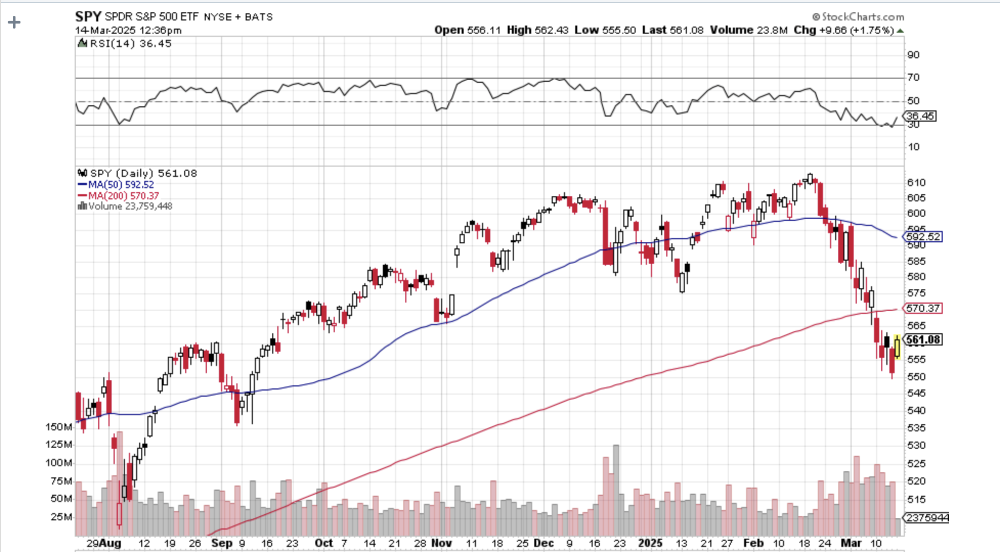 SPY SPDR S&P 500 ETF NYSE + BATS
© StockCharts.com
14-Mar-2025 12:36pm
Open 556.11 High 562.43 Low 555.50 Last 561.08 Volume 23.8M Chg +9.66 (+1.75%)
RSI(14) 36.45
90
70
50
36.45
30
10
SPY (Daily) 561.08
MA(50) 592.52
MA(200) 570.37
Volume 23,759,448
610
605
600
595
592.52
590
585
580
575
570.37
565
561.08
555
550
545
540
535
530
525
520
515
2375944
150M
125M
100M
75M
50M
25M
29 Aug 12 19 26 Sep 9 16 23 Oct 7 14 21 28 Nov 11 18 25 Dec 9 16 23 2025 13 21 27 Feb 10 18 24 Mar 10